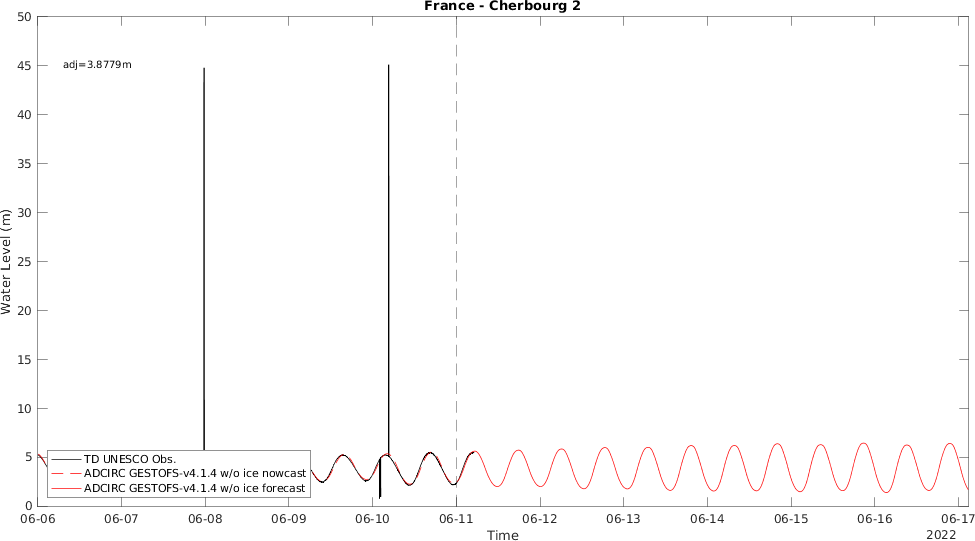 France - Cherbourg 2
50
45
40
35
30
25
20
15
10
5
0
Water Level (m)
adj=3.8779m
TD UNESCO Obs.
ADCIRC GESTOFS-v4.1.4 w/o ice nowcast
ADCIRC GESTOFS-v4.1.4 w/o ice forecast
06-06 06-07 06-08 06-09 06-10 06-11 06-12 06-13 06-14 06-15 06-16 06-17
Time
2022